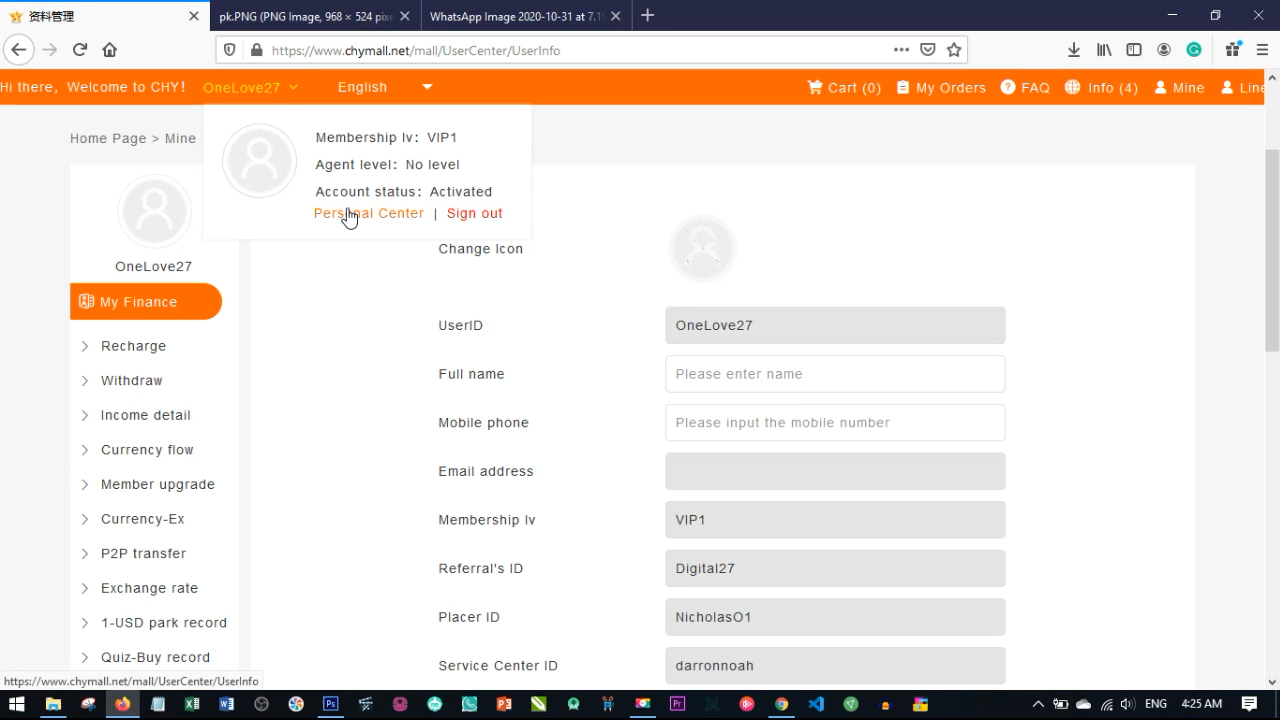 资料管理
pk.PNG (PNG Image, 968 × 524 pixe
WhatsApp Image 2020-10-31 at 7.1
https://www.chymall.net/mall/UserCenter/UserInfo
Hi there, Welcome to CHY!
OneLove27
English
Cart (0)
My Orders
FAQ
Info (4)
Mine
Line
Home Page > Mine
Membership lv: VIP1
Agent level: No level
Account status: Activated
Personal Center | Sign out
OneLove27
My Finance
Recharge
Withdraw
Income detail
Currency flow
Member upgrade
Currency-Ex
P2P transfer
Exchange rate
1-USD park record
Quiz-Buy record
Change Icon
UserID
OneLove27
Full name
Please enter name
Mobile phone
Please input the mobile number
Email address
Membership lv
VIP1
Referral's ID
Digital27
Placer ID
NicholasO1
Service Center ID
darronnoah
https://www.chymall.net/mall/UserCenter/UserInfo
ENG
4:25 AM